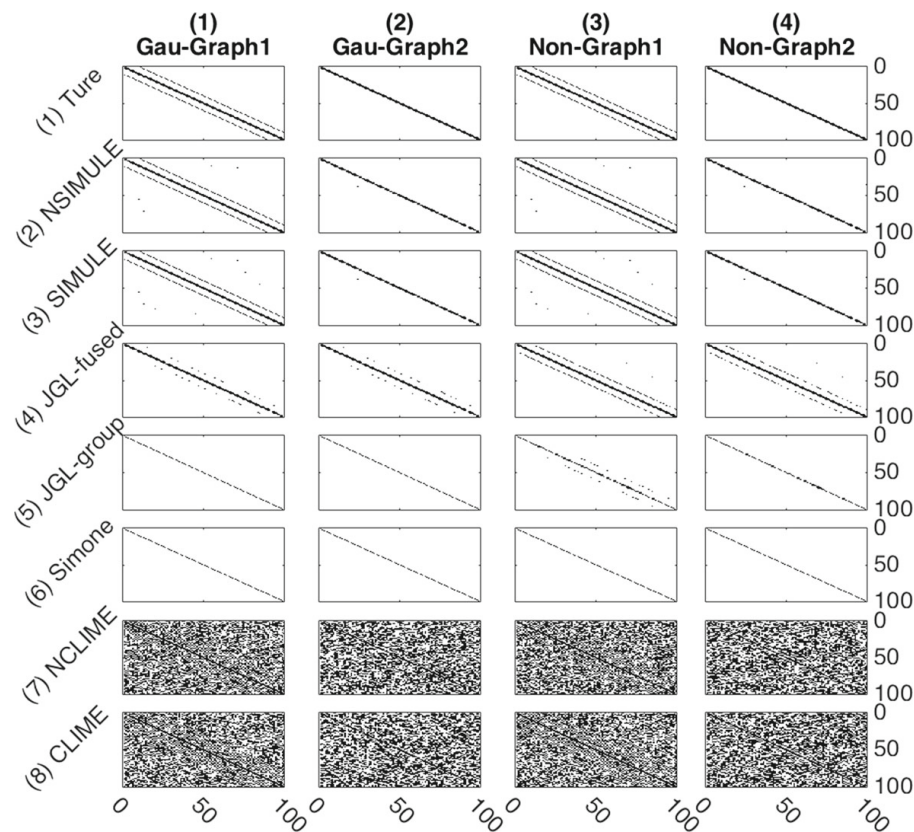 (1) (2) (3) (4)
Gau-Graph1 Gau-Graph2 Non-Graph1 Non-Graph2
(1) Ture
0
50
100
(2) NSIMULE
0
50
100
(3) SIMULE
0
50
100
(4) JGL-fused
0
50
100
(5) JGL-group
0
50
100
(6) Simone
0
50
100
(7) NCLIME
0
50
100
(8) CLIME
0
50
100
0 50 100 0 50 100 0 50 100 0 50 100